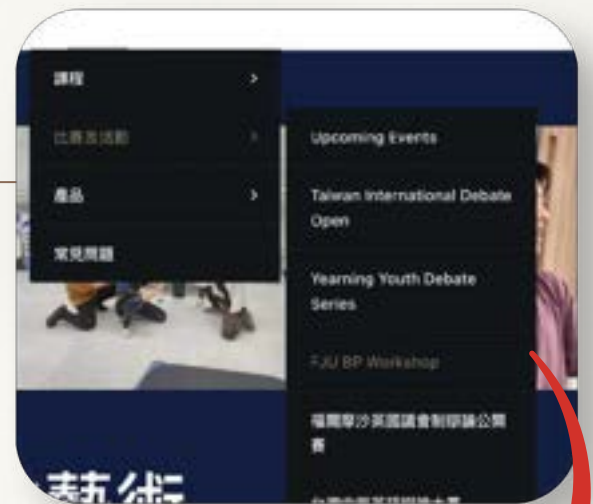 課程
比賽及活動
產品
常見問題
Upcoming Events
Taiwan International Debate
Open
Yearning Youth Debate
Series
FJU BP Workshop
福爾摩沙英國議會制辯論公開
賽
藝術